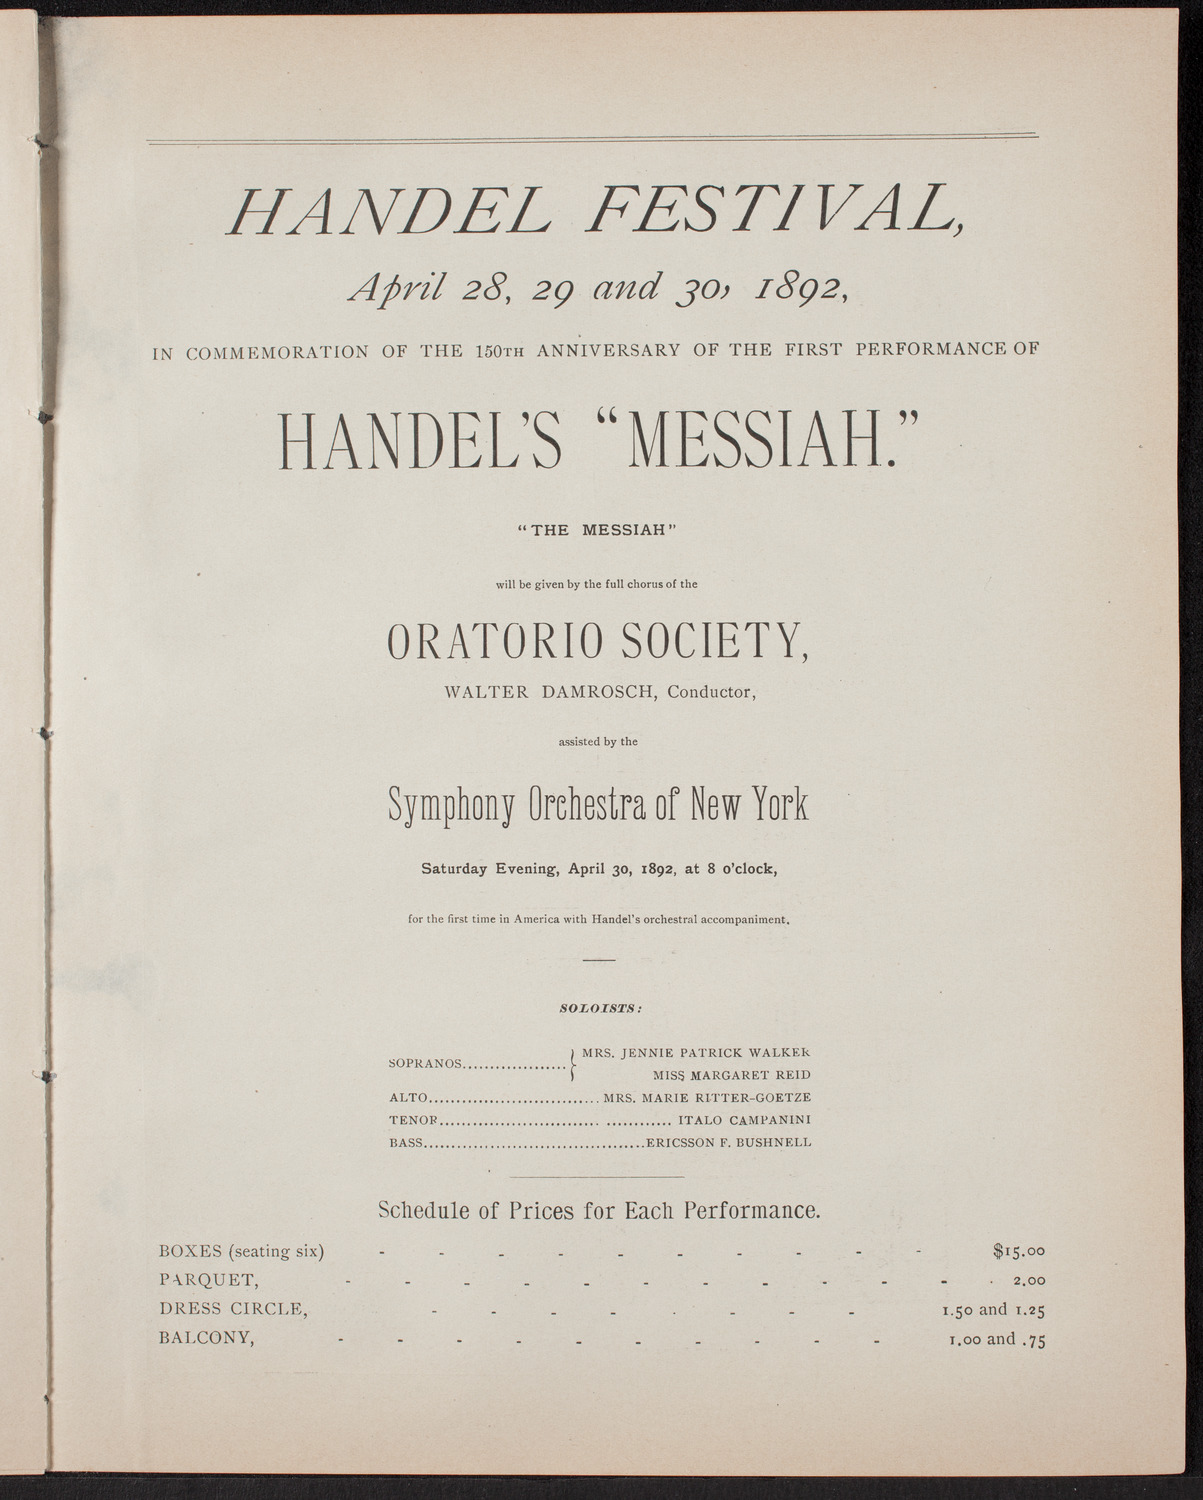 HANDEL FESTIVAL,
April 28, 29 and 30, 1892,
IN COMMEMORATION OF THE 150TH ANNIVERSARY OF THE FIRST PERFORMANCE OF
HANDEL'S “MESSIAH.”
“THE MESSIAH”
will be given by the full chorus of the
ORATORIO SOCIETY,
WALTER DAMROSCH, Conductor,
assisted by the
Symphony Orchestra of New York
Saturday Evening, April 30, 1892, at 8 o'clock,
for the first time in America with Handel's orchestral accompaniment.
SOLOISTS:
SOPRANOS................... } MRS. JENNIE PATRICK WALKER
MISS MARGARET REID
ALTO............................... MRS. MARIE RITTER-GOETZE
TENOR............................. ............ ITALO CAMPANINI
BASS........................................ERICSSON F. BUSHNELL
Schedule of Prices for Each Performance.
BOXES (seating six) - - - - - - - - - - $15.00
PARQUET, - - - - - - - - - - - . 2.00
DRESS CIRCLE, - - - - . - - - 1.50 and 1.25
BALCONY, - - - - - - - - - - 1.00 and .75